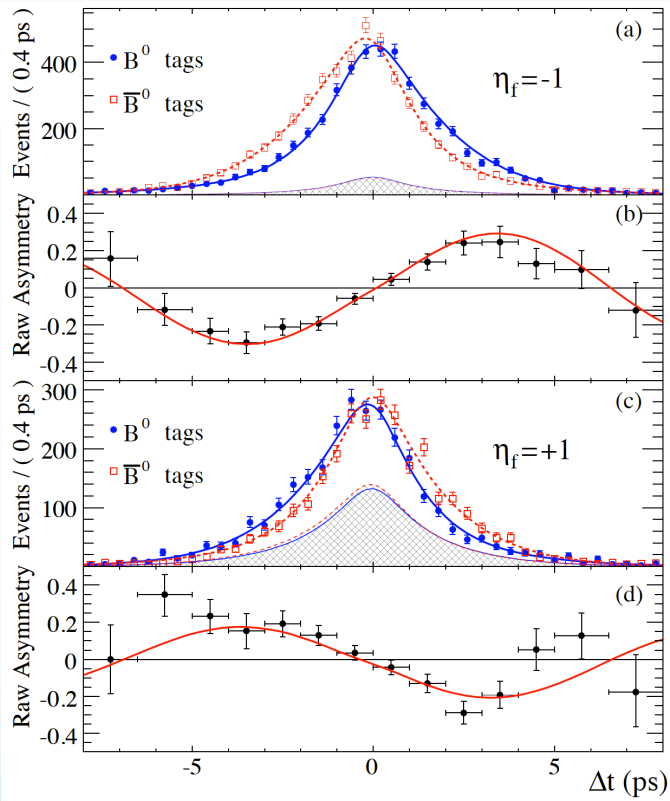 Events / ( 0.4 ps )
400
200
B⁰ tags
B̅⁰ tags
(a)
η_f=-1
Raw Asymmetry
0.4
0.2
0
-0.2
-0.4
(b)
Events / ( 0.4 ps )
300
200
100
B⁰ tags
B̅⁰ tags
(c)
η_f=+1
Raw Asymmetry
0.4
0.2
0
-0.2
-0.4
(d)
-5 0 5
Δt (ps)